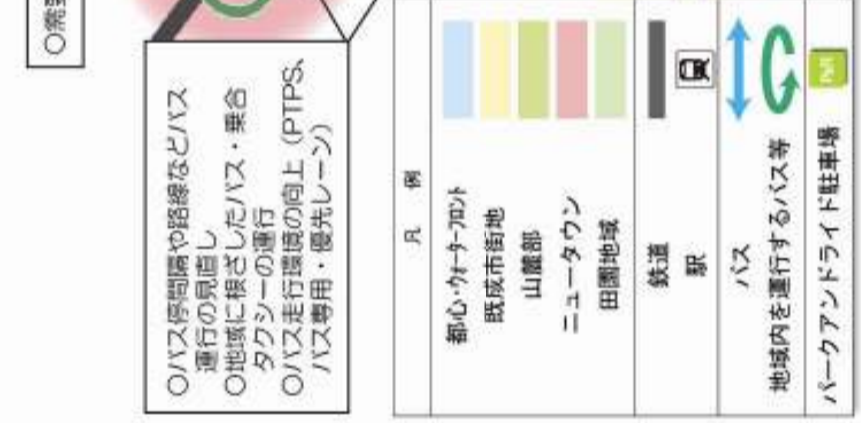 ○需要
○バス停間隔や路線などバス
運行の見直し
○地域に根ざしたバス・乗合
タクシーの運行
○バス走行環境の向上（PTPS、
バス専用・優先レーン）
凡 例
都心・ウォーターフロント
既成市街地
山麓部
ニュータウン
田園地域
鉄道
駅
バス
地域内を運行するバス等
パークアンドライド駐車場